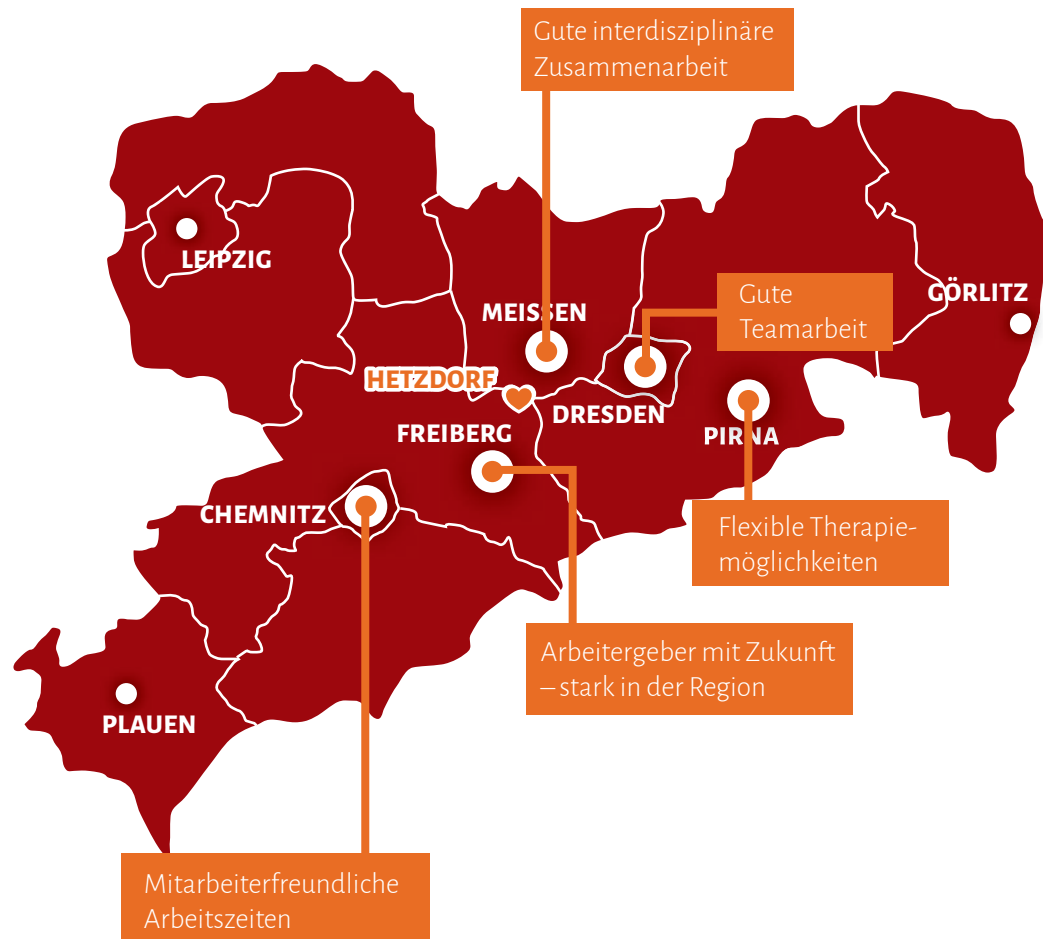 Gute interdisziplinäre
Zusammenarbeit
LEIPZIG
MEISSEN
Gute
Teamarbeit
GÖRLITZ
HETZDORF
DRESDEN
FREIBERG
PIRNA
CHEMNITZ
Flexible Therapie-
möglichkeiten
Arbeitergeber mit Zukunft
– stark in der Region
PLAUEN
Mitarbeiterfreundliche
Arbeitszeiten